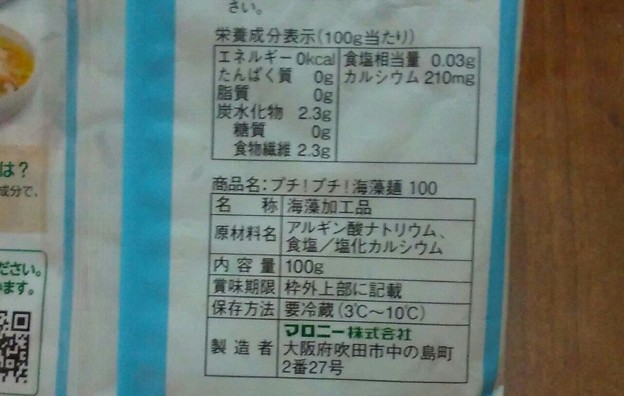 さい。
栄養成分表示(100g当たり)
エネルギー 0kcal 食塩相当量 0.03g
たんぱく質 0g カルシウム 210mg
脂質 0g
炭水化物 2.3g
糖質 0g
食物繊維 2.3g
商品名:プチ!プチ!海藻麺 100
名 称 海藻加工品
原材料名 アルギン酸ナトリウム、
食塩/塩化カルシウム
内容量 100g
賞味期限 枠外上部に記載
保存方法 要冷蔵(3℃~10℃)
製造者 マロニー株式会社
大阪府吹田市中の島町
2番27号
は?
成分で、
ださい。
ます。